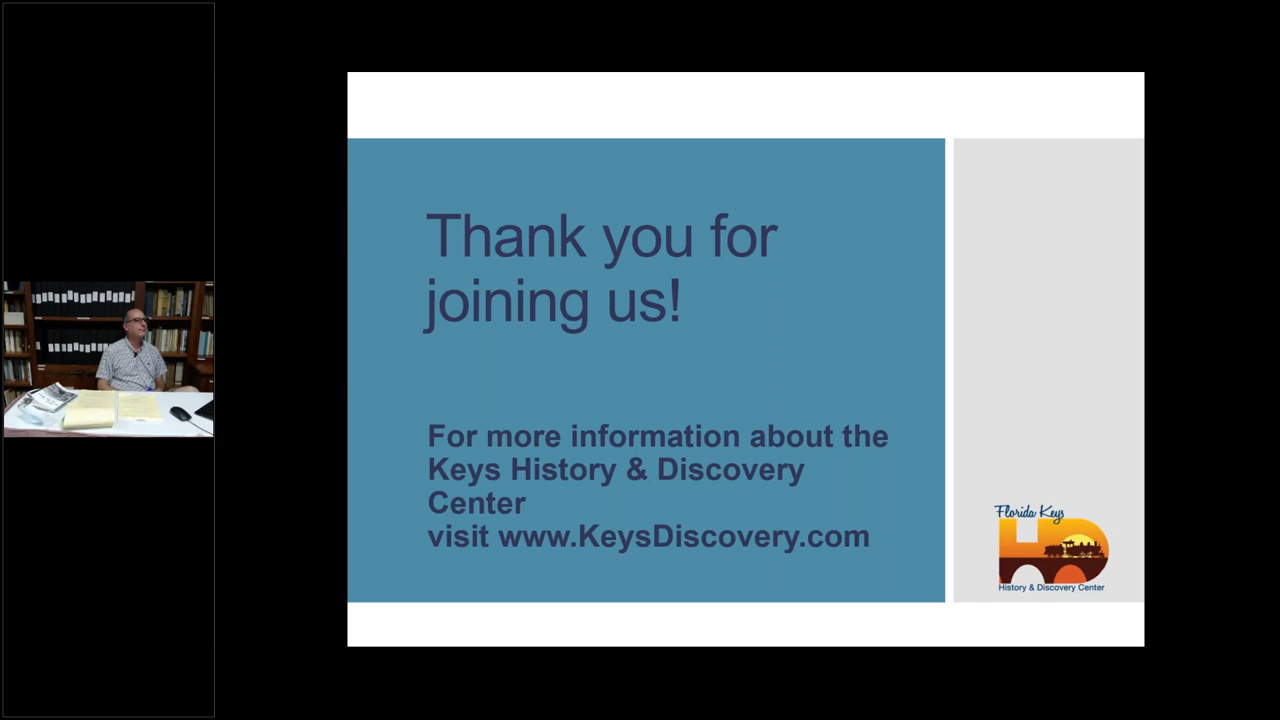 Thank you for
joining us!
For more information about the
Keys History & Discovery
Center
visit www.KeysDiscovery.com
Florida Keys
HD
History & Discovery Center